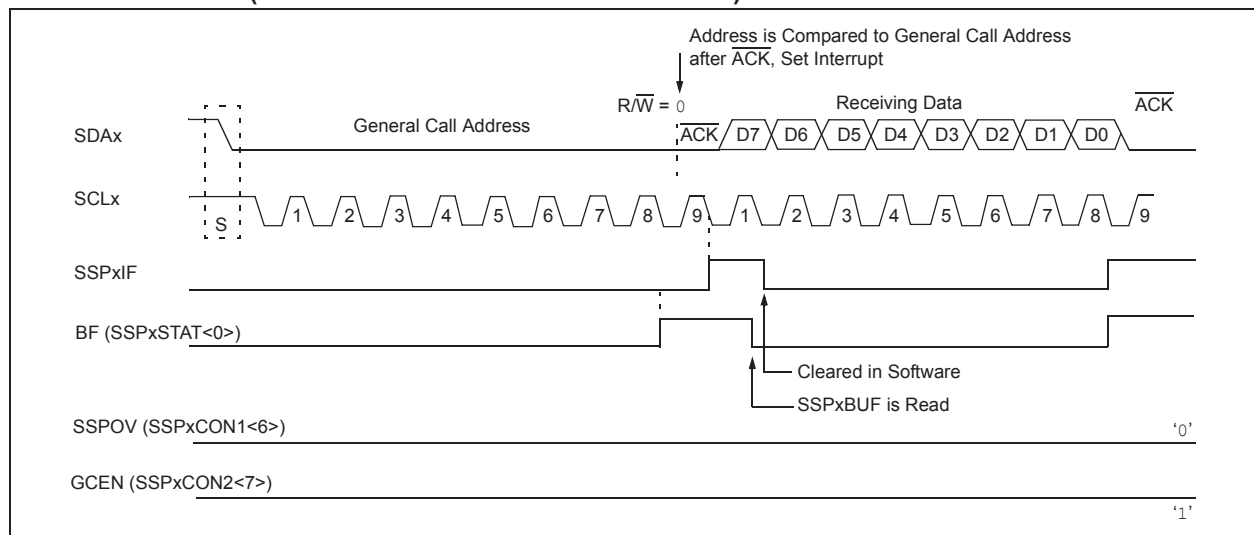 Address is Compared to General Call Address
after ACK, Set Interrupt
R/W = 0
Receiving Data
ACK
SDAx
General Call Address
ACK D7 D6 D5 D4 D3 D2 D1 D0
SCLx
S
1 2 3 4 5 6 7 8 9 1 2 3 4 5 6 7 8 9
SSPxIF
BF (SSPxSTAT<0>)
Cleared in Software
SSPxBUF is Read
SSPOV (SSPxCON1<6>)
‘0’
GCEN (SSPxCON2<7>)
‘1’